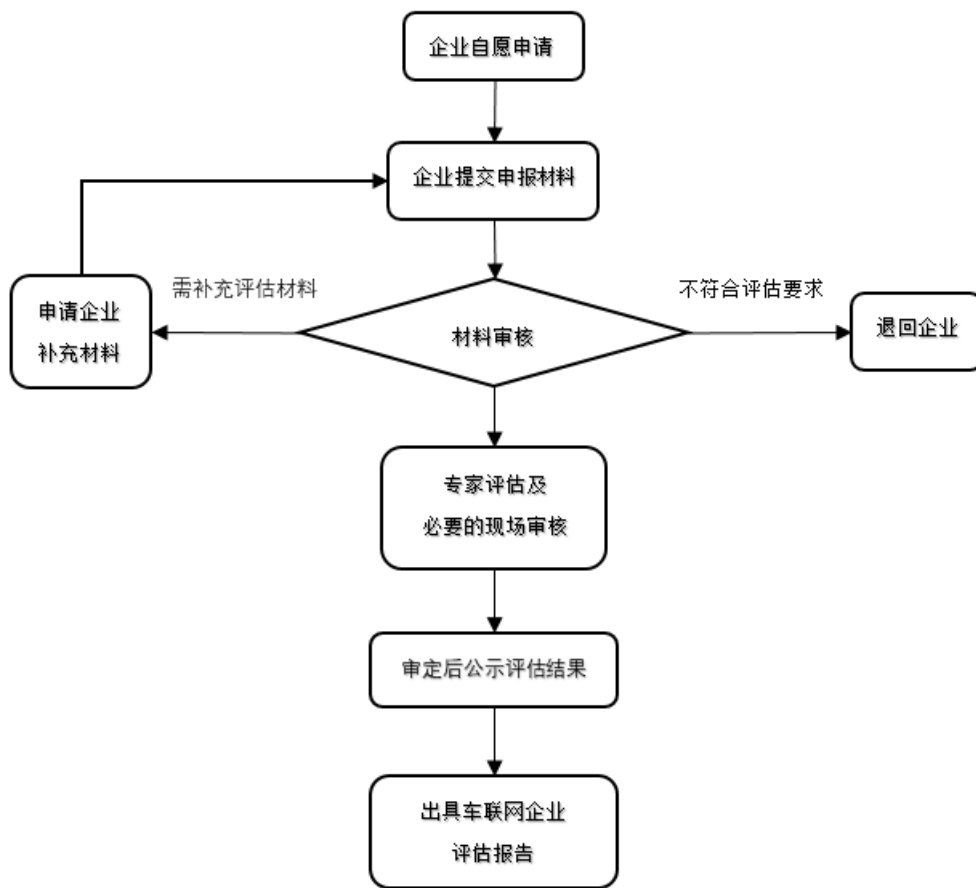 企业自愿申请
企业提交申报材料
需补充评估材料
不符合评估要求
申请企业
补充材料
材料审核
退回企业
专家评估及
必要的现场审核
审定后公示评估结果
出具车联网企业
评估报告